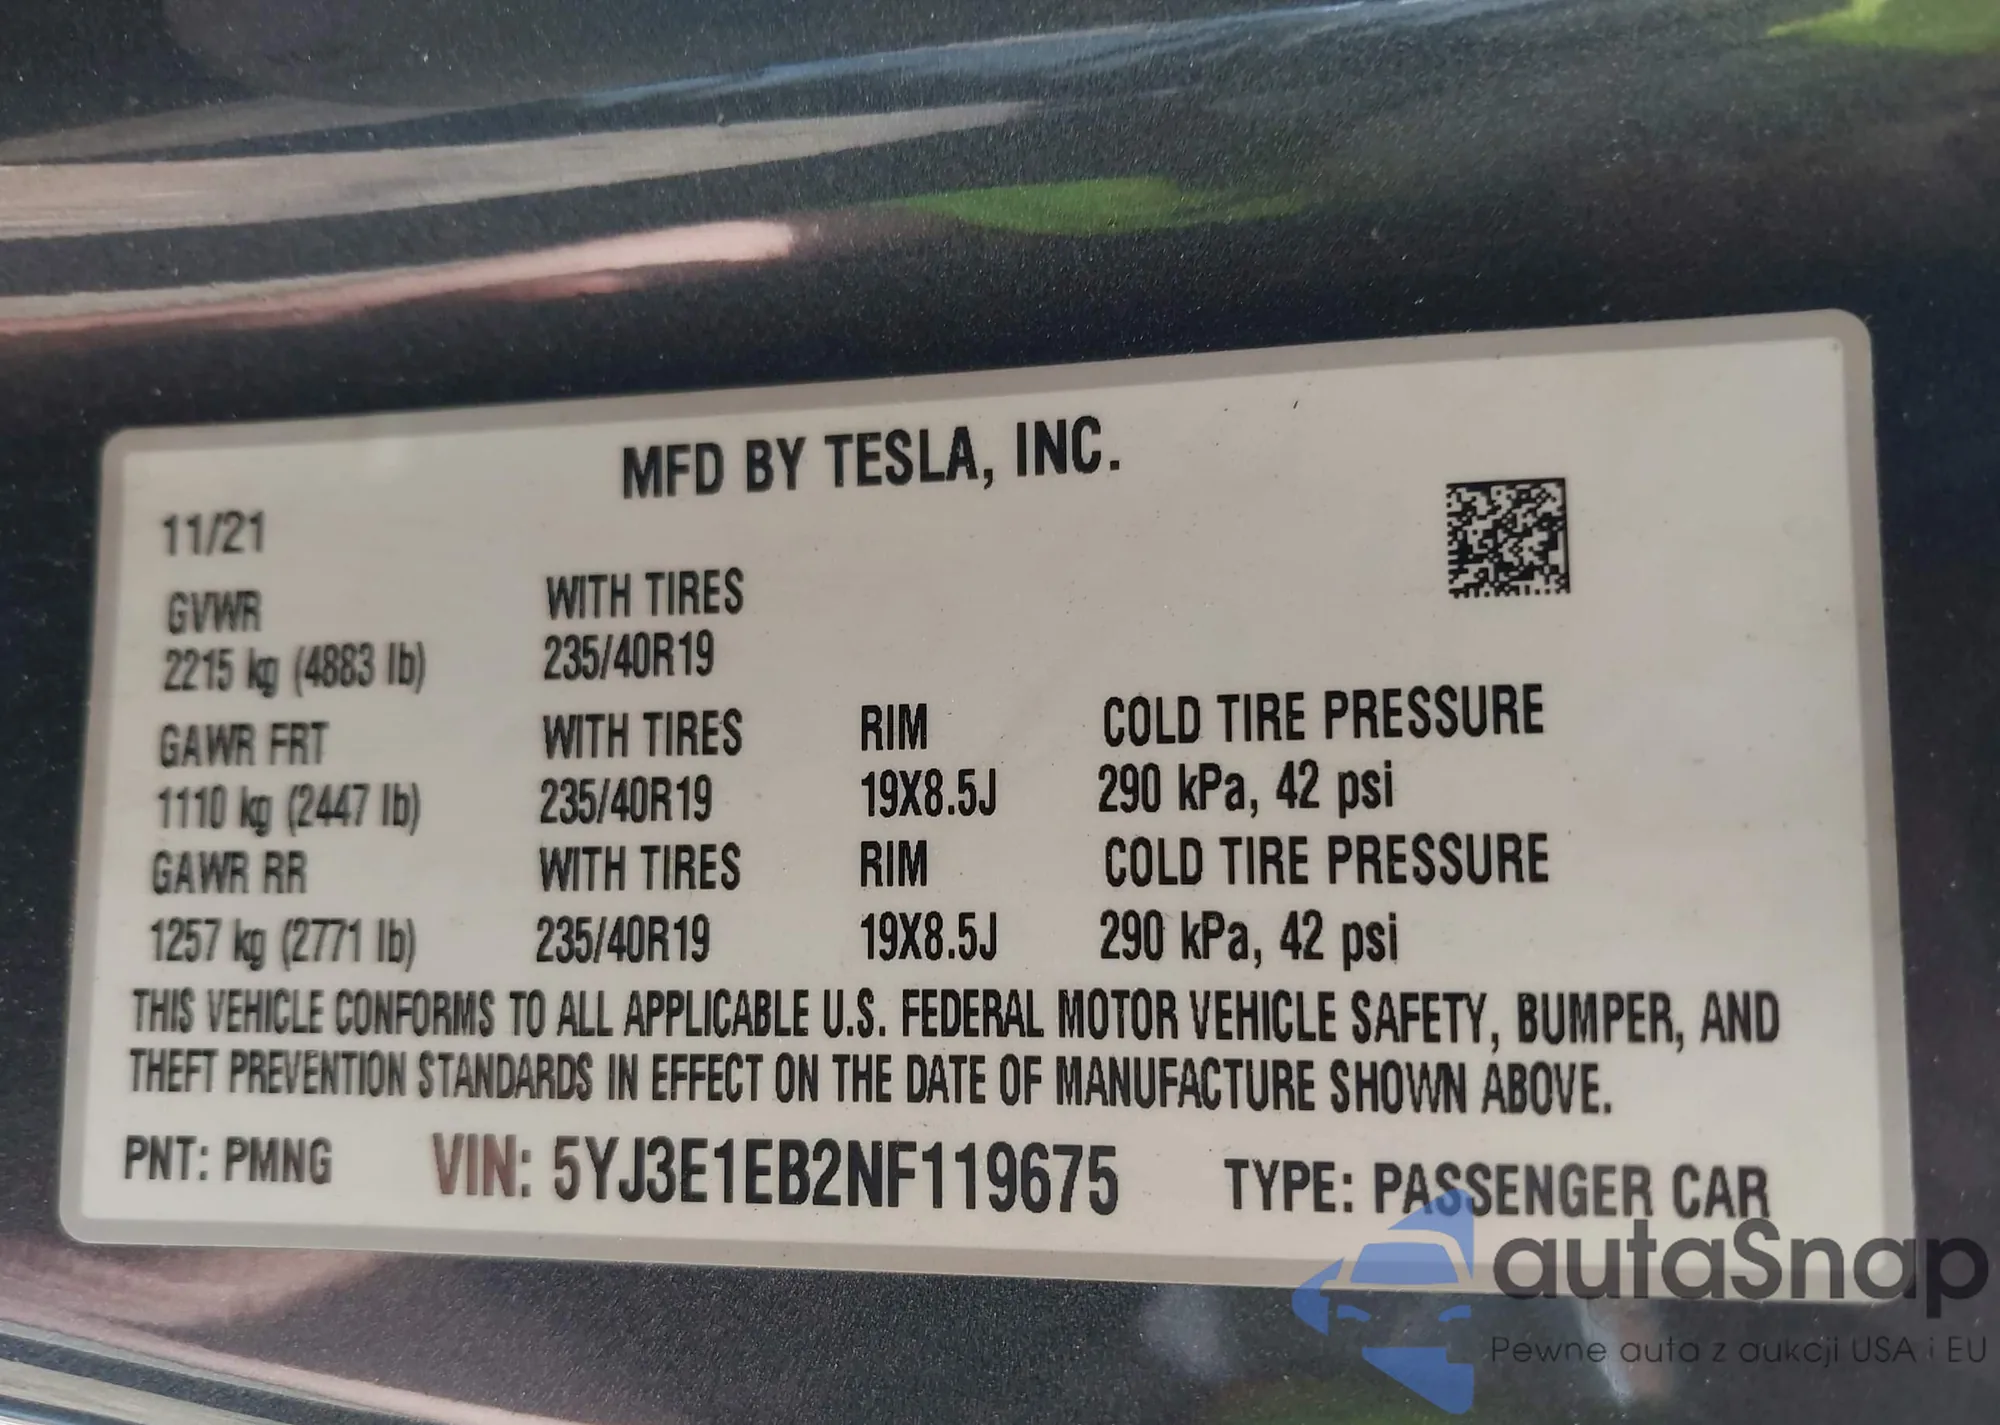 MFD BY TESLA, INC.
11/21
GVWR WITH TIRES
2215 kg (4883 lb) 235/40R19
GAWR FRT WITH TIRES RIM COLD TIRE PRESSURE
1110 kg (2447 lb) 235/40R19 19X8.5J 290 kPa, 42 psi
GAWR RR WITH TIRES RIM COLD TIRE PRESSURE
1257 kg (2771 lb) 235/40R19 19X8.5J 290 kPa, 42 psi
THIS VEHICLE CONFORMS TO ALL APPLICABLE U.S. FEDERAL MOTOR VEHICLE SAFETY, BUMPER, AND
THEFT PREVENTION STANDARDS IN EFFECT ON THE DATE OF MANUFACTURE SHOWN ABOVE.
PNT: PMNG VIN: 5YJ3E1EB2NF119675 TYPE: PASSENGER CAR
autaSnap
Pewne auta z aukcji USA i EU